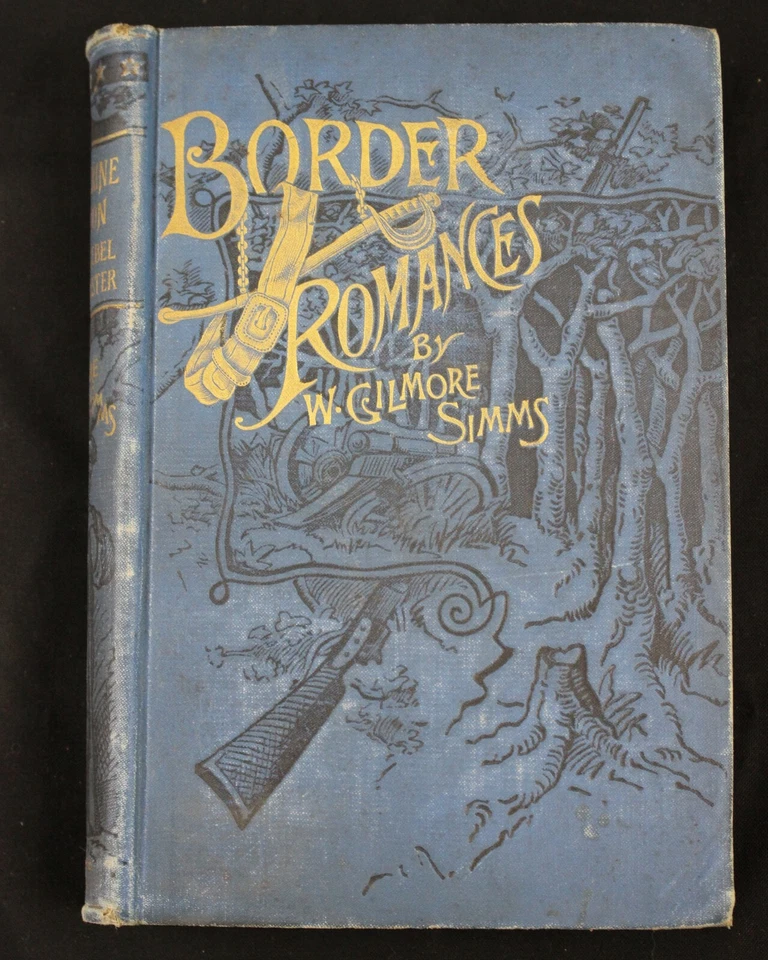 BORDER
ROMANCES
BY
W. GILMORE
SIMMS